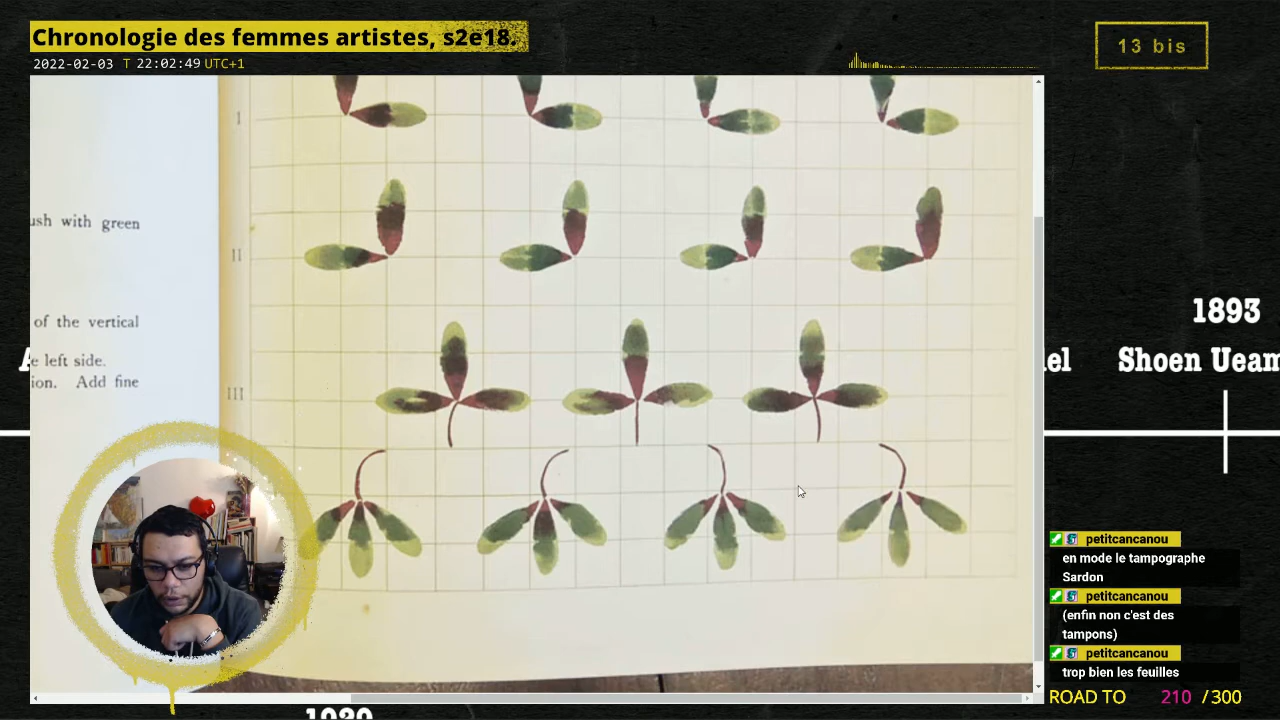 Chronologie des femmes artistes, s2e18
2022-02-03 T 22:02:49 UTC+1
13 bis
I
ush with green
II
of the vertical
1893
e left side.
ion. Add fine
el Shoen Ueam
III
petitcancanou
en mode le tampographe
Sardon
petitcancanou
(enfin non c'est des
tampons)
petitcancanou
trop bien les feuilles
ROAD TO 210 /300